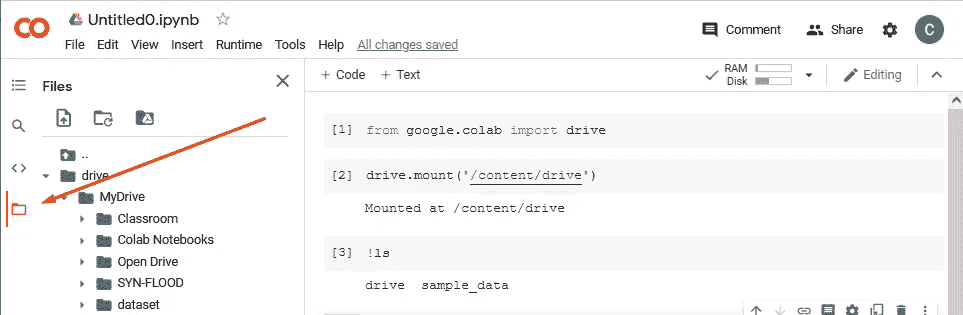 Untitled0.ipynb
File Edit View Insert Runtime Tools Help All changes saved
Comment
Share
C
Files
..
drive
MyDrive
Classroom
Colab Notebooks
Open Drive
SYN-FLOOD
dataset
+ Code + Text
RAM
Disk
Editing
[1] from google.colab import drive
[2] drive.mount('/content/drive')
Mounted at /content/drive
[3] !ls
drive sample_data